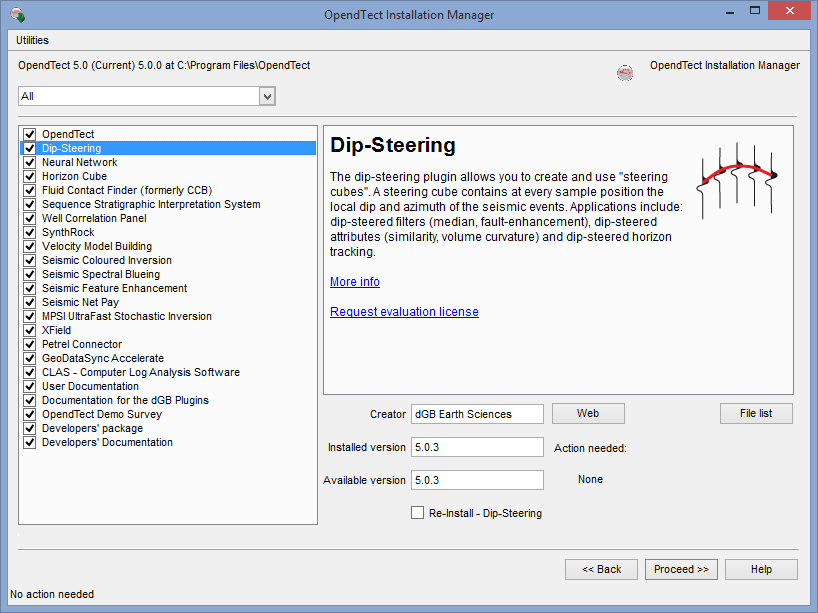 OpendTect Installation Manager
Utilities
OpendTect 5.0 (Current) 5.0.0 at C:\Program Files\OpendTect
OpendTect Installation Manager
All
OpendTect
Dip-Steering
Neural Network
Horizon Cube
Fluid Contact Finder (formerly CCB)
Sequence Stratigraphic Interpretation System
Well Correlation Panel
SynthRock
Velocity Model Building
Seismic Coloured Inversion
Seismic Spectral Blueing
Seismic Feature Enhancement
Seismic Net Pay
MPSI UltraFast Stochastic Inversion
XField
Petrel Connector
GeoDataSync Accelerate
CLAS - Computer Log Analysis Software
User Documentation
Documentation for the dGB Plugins
OpendTect Demo Survey
Developers' package
Developers' Documentation
Dip-Steering
The dip-steering plugin allows you to create and use "steering
cubes". A steering cube contains at every sample position the
local dip and azimuth of the seismic events. Applications include:
dip-steered filters (median, fault-enhancement), dip-steered
attributes (similarity, volume curvature) and dip-steered horizon
tracking.
More info
Request evaluation license
Creator dGB Earth Sciences Web File list
Installed version 5.0.3 Action needed:
Available version 5.0.3 None
Re-Install - Dip-Steering
<< Back Proceed >> Help
No action needed